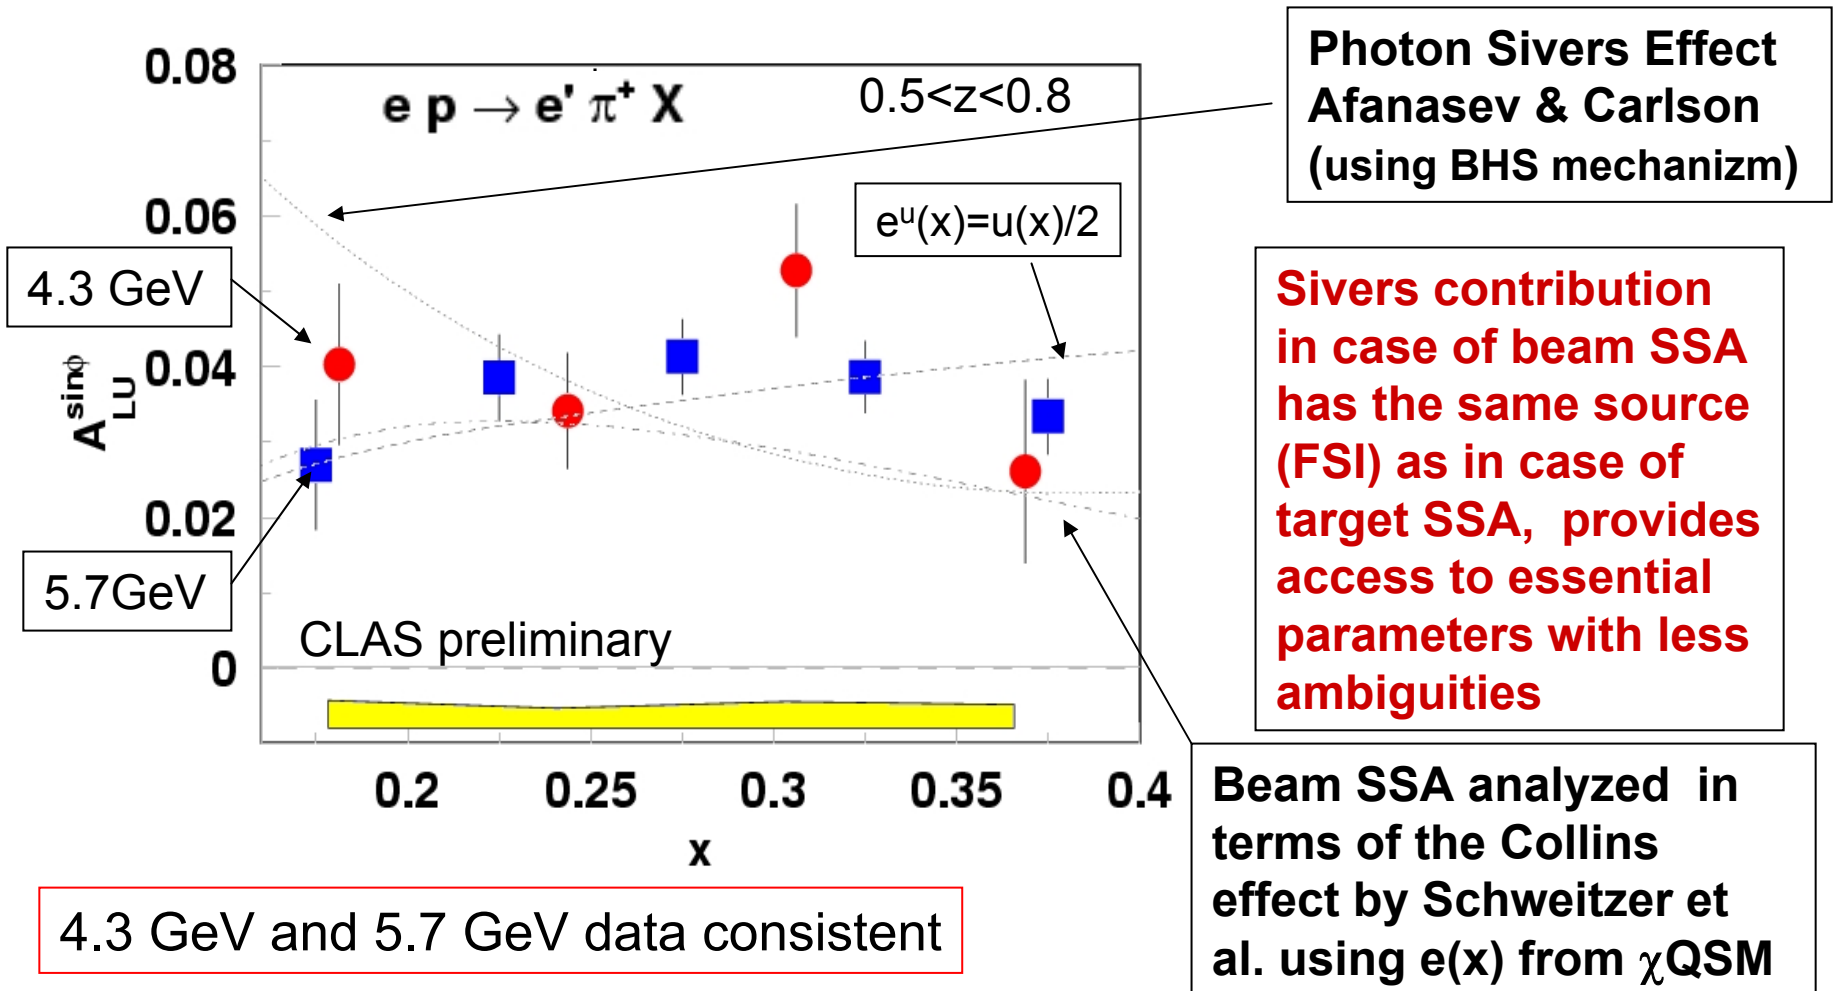 Photon Sivers Effect
Afanasev & Carlson
(using BHS mechanizm)
0.08
e p → e' π⁺ X
0.5<z<0.8
0.06
eᵘ(x)=u(x)/2
4.3 GeV
Sivers contribution
in case of beam SSA
has the same source
(FSI) as in case of
target SSA, provides
access to essential
parameters with less
ambiguities
A_LU^sinϕ
0.04
0.02
5.7GeV
CLAS preliminary
0
0.2 0.25 0.3 0.35 0.4
x
Beam SSA analyzed in
terms of the Collins
effect by Schweitzer et
al. using e(x) from χQSM
4.3 GeV and 5.7 GeV data consistent